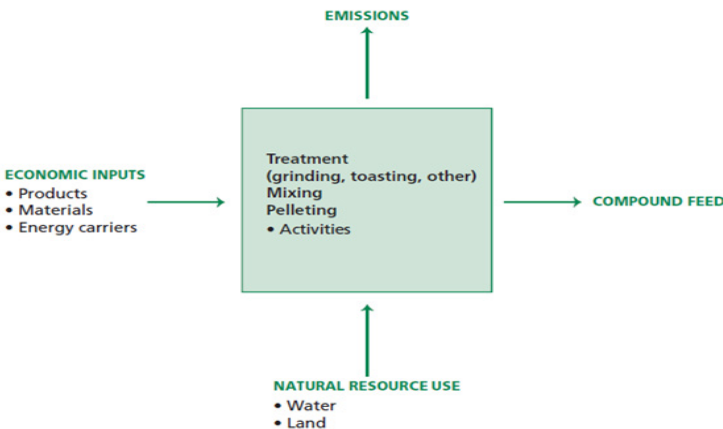 EMISSIONS
Treatment
(grinding, toasting, other)
Mixing
Pelleting
• Activities
ECONOMIC INPUTS
• Products
• Materials
• Energy carriers
COMPOUND FEED
NATURAL RESOURCE USE
• Water
• Land